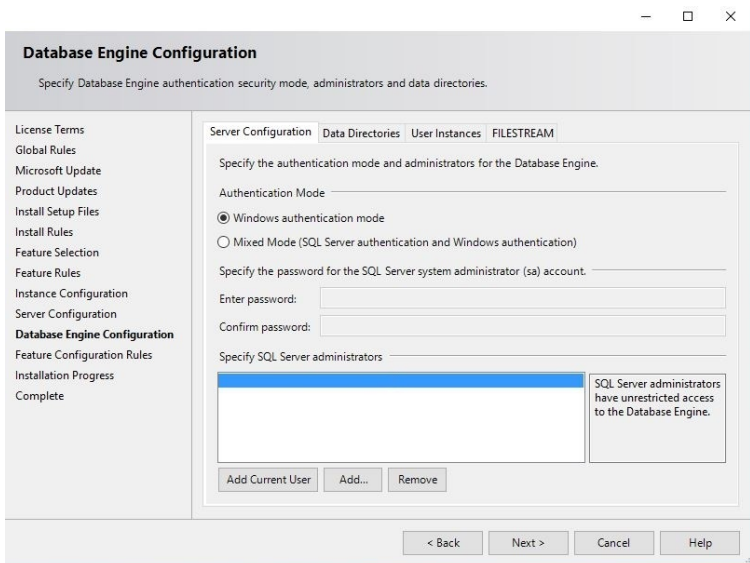 Database Engine Configuration
Specify Database Engine authentication security mode, administrators and data directories.
License Terms
Global Rules
Microsoft Update
Product Updates
Install Setup Files
Install Rules
Feature Selection
Feature Rules
Instance Configuration
Server Configuration
Database Engine Configuration
Feature Configuration Rules
Installation Progress
Complete
Server Configuration Data Directories User Instances FILESTREAM
Specify the authentication mode and administrators for the Database Engine.
Authentication Mode
Windows authentication mode
Mixed Mode (SQL Server authentication and Windows authentication)
Specify the password for the SQL Server system administrator (sa) account.
Enter password:
Confirm password:
Specify SQL Server administrators
SQL Server administrators
have unrestricted access
to the Database Engine.
Add Current User Add... Remove
< Back Next > Cancel Help